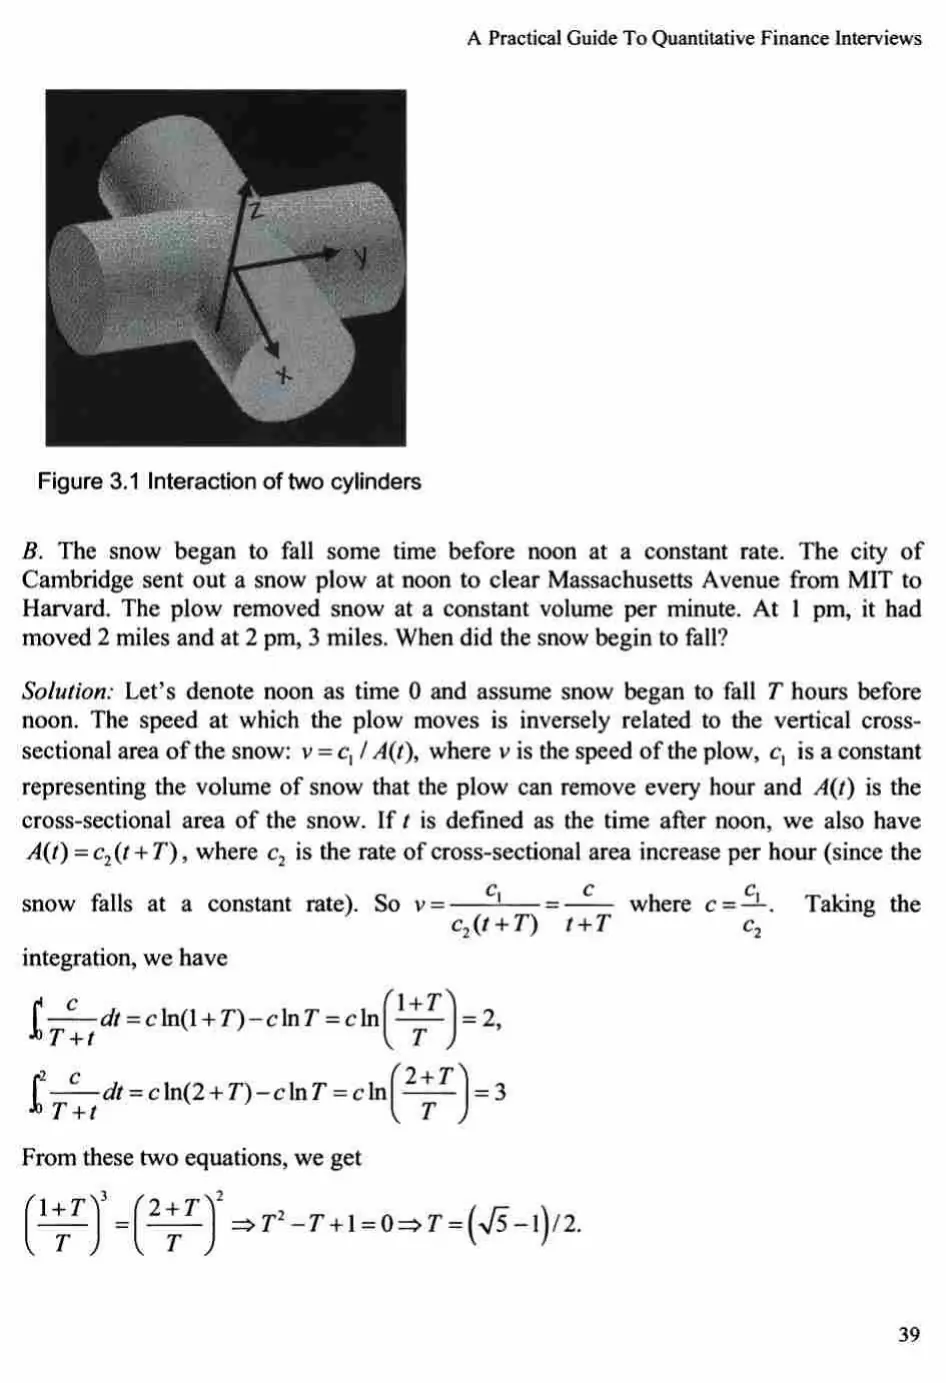 A Practical Guide To Quantitative Finance Interviews
Z
y
X
Figure 3.1 Interaction of two cylinders
B. The snow began to fall some time before noon at a constant rate. The city of
Cambridge sent out a snow plow at noon to clear Massachusetts Avenue from MIT to
Harvard. The plow removed snow at a constant volume per minute. At 1 pm, it had
moved 2 miles and at 2 pm, 3 miles. When did the snow begin to fall?
Solution: Let's denote noon as time 0 and assume snow began to fall T hours before
noon. The speed at which the plow moves is inversely related to the vertical cross-
sectional area of the snow: v = c₁ / A(t), where v is the speed of the plow, c₁ is a constant
representing the volume of snow that the plow can remove every hour and A(t) is the
cross-sectional area of the snow. If t is defined as the time after noon, we also have
A(t) = c₂(t + T), where c₂ is the rate of cross-sectional area increase per hour (since the
snow falls at a constant rate). So v = c₁ / c₂(t + T) = c / t + T where c = c₁ / c₂. Taking the
integration, we have
∫₀¹ c / T + t dt = c ln(1 + T) − c ln T = c ln(1 + T / T) = 2,
∫₀² c / T + t dt = c ln(2 + T) − c ln T = c ln(2 + T / T) = 3
From these two equations, we get
(1 + T / T)³ = (2 + T / T)² ⇒ T² − T + 1 = 0 ⇒ T = (√5 − 1) / 2.
39